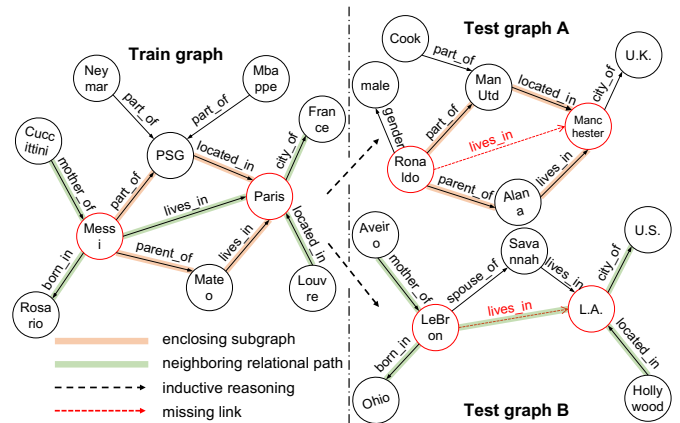 Train graph
Ney
mar
Mba
ppe
Cucc
ittini
part_of
part_of
PSG
Fran
ce
mother_of
part_of
located_in
city_of
Mess
i
lives_in
Paris
born_in
parent_of
lives_in
located_in
Rosa
rio
Mate
o
Louv
re
enclosing subgraph
neighboring relational path
inductive reasoning
missing link
Test graph A
Cook
part_of
male
Man
Utd
located_in
U.K.
city_of
gender
part_of
lives_in
Manc
hester
Rona
ldo
parent_of
lives_in
Alan
a
Aveir
o
Sava
nnah
U.S.
mother_of
spouse_of
lives_in
city_of
LeBr
on
lives_in
L.A.
born_in
located_in
Ohio
Holly
wood
Test graph B